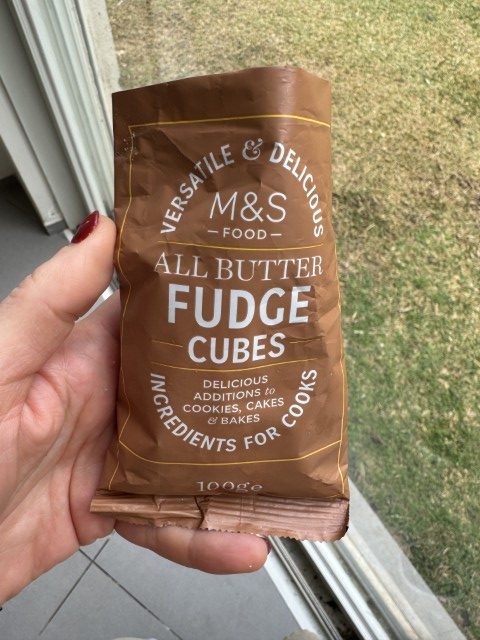 VERSATILE & DELICIOUS
M&S
FOOD
ALL BUTTER
FUDGE
CUBES
DELICIOUS
ADDITIONS to
COOKIES, CAKES
& BAKES
INGREDIENTS FOR COOKS
100g e